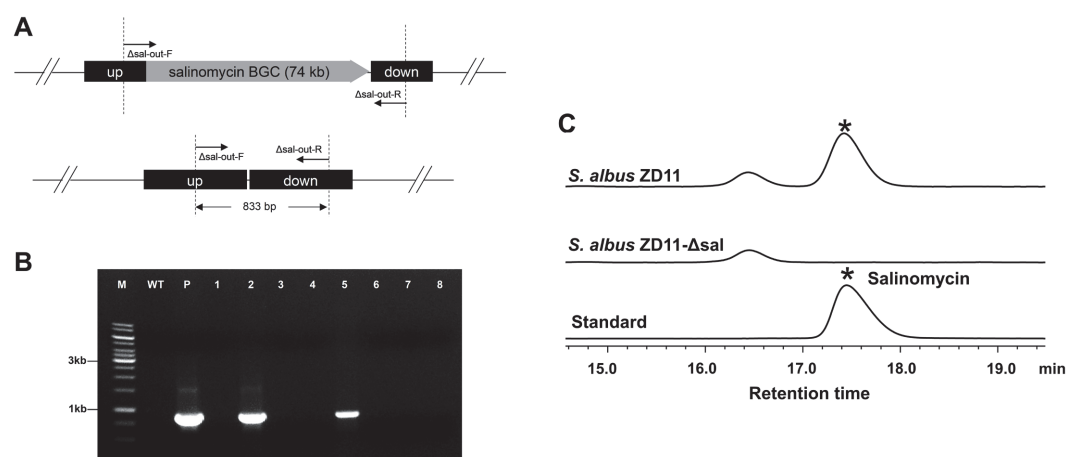 A
Δsal-out-F
up
salinomycin BGC (74 kb)
down
Δsal-out-R
Δsal-out-F
Δsal-out-R
up
down
833 bp
B
M WT P 1 2 3 4 5 6 7 8
3kb
1kb
C
*
S. albus ZD11
S. albus ZD11-Δsal
* Salinomycin
Standard
15.0 16.0 17.0 18.0 19.0 min
Retention time